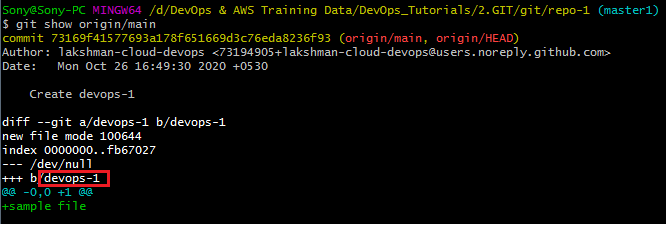 Sony@Sony-PC MINGW64 /d/DevOps & AWS Training Data/DevOps_Tutorials/2.GIT/git/repo-1 (master1)
$ git show origin/main
commit 73169f41577693a178f651669d3c76eda8236f93 (origin/main, origin/HEAD)
Author: lakshman-cloud-devops <73194905+lakshman-cloud-devops@users.noreply.github.com>
Date:   Mon Oct 26 16:49:30 2020 +0530
    Create devops-1
diff --git a/devops-1 b/devops-1
new file mode 100644
index 0000000..fb67027
--- /dev/null
+++ b/devops-1
@@ -0,0 +1 @@
+sample file